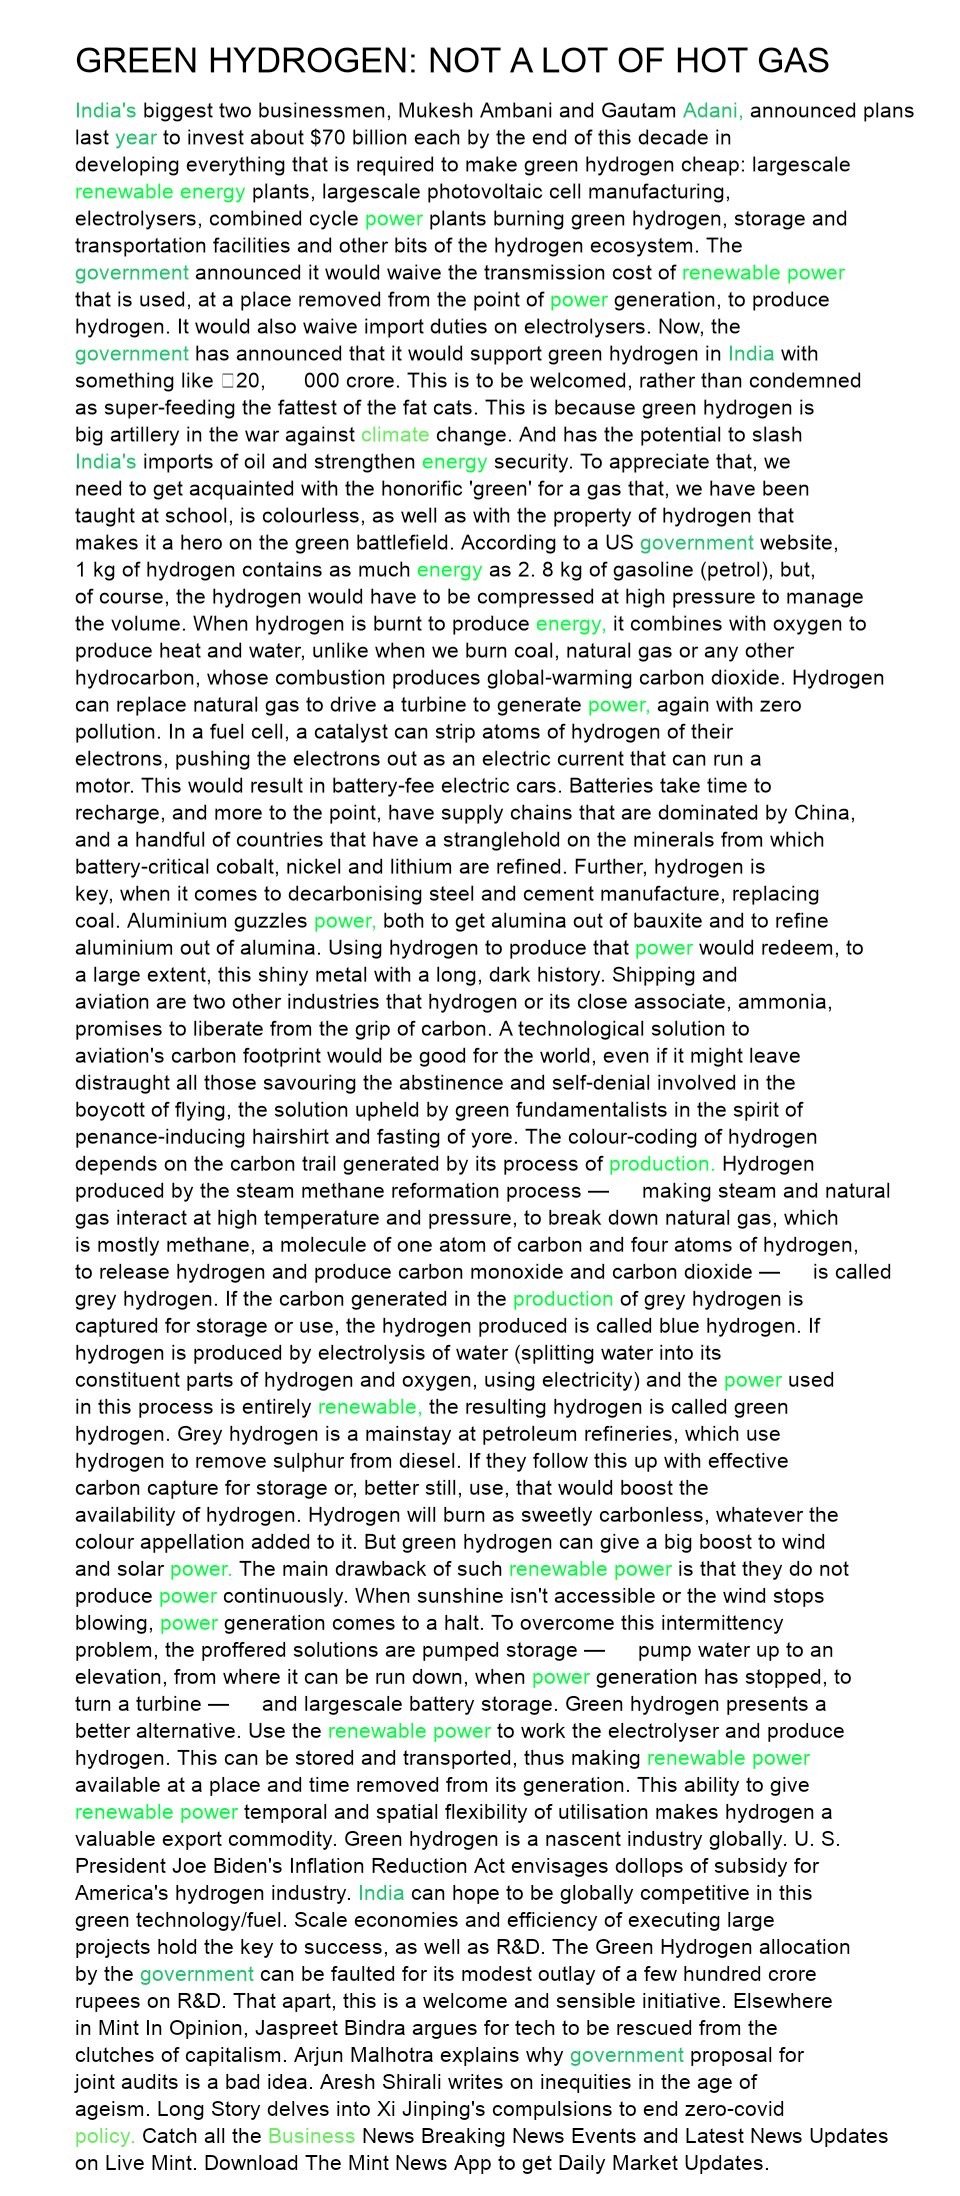 GREEN HYDROGEN: NOT A LOT OF HOT GAS
India's biggest two businessmen, Mukesh Ambani and Gautam Adani, announced plans
last year to invest about $70 billion each by the end of this decade in
developing everything that is required to make green hydrogen cheap: largescale
renewable energy plants, largescale photovoltaic cell manufacturing,
electrolysers, combined cycle power plants burning green hydrogen, storage and
transportation facilities and other bits of the hydrogen ecosystem. The
government announced it would waive the transmission cost of renewable power
that is used, at a place removed from the point of power generation, to produce
hydrogen. It would also waive import duties on electrolysers. Now, the
government has announced that it would support green hydrogen in India with
something like □20, 000 crore. This is to be welcomed, rather than condemned
as super-feeding the fattest of the fat cats. This is because green hydrogen is
big artillery in the war against climate change. And has the potential to slash
India's imports of oil and strengthen energy security. To appreciate that, we
need to get acquainted with the honorific 'green' for a gas that, we have been
taught at school, is colourless, as well as with the property of hydrogen that
makes it a hero on the green battlefield. According to a US government website,
1 kg of hydrogen contains as much energy as 2. 8 kg of gasoline (petrol), but,
of course, the hydrogen would have to be compressed at high pressure to manage
the volume. When hydrogen is burnt to produce energy, it combines with oxygen to
produce heat and water, unlike when we burn coal, natural gas or any other
hydrocarbon, whose combustion produces global-warming carbon dioxide. Hydrogen
can replace natural gas to drive a turbine to generate power, again with zero
pollution. In a fuel cell, a catalyst can strip atoms of hydrogen of their
electrons, pushing the electrons out as an electric current that can run a
motor. This would result in battery-fee electric cars. Batteries take time to
recharge, and more to the point, have supply chains that are dominated by China,
and a handful of countries that have a stranglehold on the minerals from which
battery-critical cobalt, nickel and lithium are refined. Further, hydrogen is
key, when it comes to decarbonising steel and cement manufacture, replacing
coal. Aluminium guzzles power, both to get alumina out of bauxite and to refine
aluminium out of alumina. Using hydrogen to produce that power would redeem, to
a large extent, this shiny metal with a long, dark history. Shipping and
aviation are two other industries that hydrogen or its close associate, ammonia,
promises to liberate from the grip of carbon. A technological solution to
aviation's carbon footprint would be good for the world, even if it might leave
distraught all those savouring the abstinence and self-denial involved in the
boycott of flying, the solution upheld by green fundamentalists in the spirit of
penance-inducing hairshirt and fasting of yore. The colour-coding of hydrogen
depends on the carbon trail generated by its process of production. Hydrogen
produced by the steam methane reformation process — making steam and natural
gas interact at high temperature and pressure, to break down natural gas, which
is mostly methane, a molecule of one atom of carbon and four atoms of hydrogen,
to release hydrogen and produce carbon monoxide and carbon dioxide — is called
grey hydrogen. If the carbon generated in the production of grey hydrogen is
captured for storage or use, the hydrogen produced is called blue hydrogen. If
hydrogen is produced by electrolysis of water (splitting water into its
constituent parts of hydrogen and oxygen, using electricity) and the power used
in this process is entirely renewable, the resulting hydrogen is called green
hydrogen. Grey hydrogen is a mainstay at petroleum refineries, which use
hydrogen to remove sulphur from diesel. If they follow this up with effective
carbon capture for storage or, better still, use, that would boost the
availability of hydrogen. Hydrogen will burn as sweetly carbonless, whatever the
colour appellation added to it. But green hydrogen can give a big boost to wind
and solar power. The main drawback of such renewable power is that they do not
produce power continuously. When sunshine isn't accessible or the wind stops
blowing, power generation comes to a halt. To overcome this intermittency
problem, the proffered solutions are pumped storage — pump water up to an
elevation, from where it can be run down, when power generation has stopped, to
turn a turbine — and largescale battery storage. Green hydrogen presents a
better alternative. Use the renewable power to work the electrolyser and produce
hydrogen. This can be stored and transported, thus making renewable power
available at a place and time removed from its generation. This ability to give
renewable power temporal and spatial flexibility of utilisation makes hydrogen a
valuable export commodity. Green hydrogen is a nascent industry globally. U. S.
President Joe Biden's Inflation Reduction Act envisages dollops of subsidy for
America's hydrogen industry. India can hope to be globally competitive in this
green technology/fuel. Scale economies and efficiency of executing large
projects hold the key to success, as well as R&D. The Green Hydrogen allocation
by the government can be faulted for its modest outlay of a few hundred crore
rupees on R&D. That apart, this is a welcome and sensible initiative. Elsewhere
in Mint In Opinion, Jaspreet Bindra argues for tech to be rescued from the
clutches of capitalism. Arjun Malhotra explains why government proposal for
joint audits is a bad idea. Aresh Shirali writes on inequities in the age of
ageism. Long Story delves into Xi Jinping's compulsions to end zero-covid
policy. Catch all the Business News Breaking News Events and Latest News Updates
on Live Mint. Download The Mint News App to get Daily Market Updates.